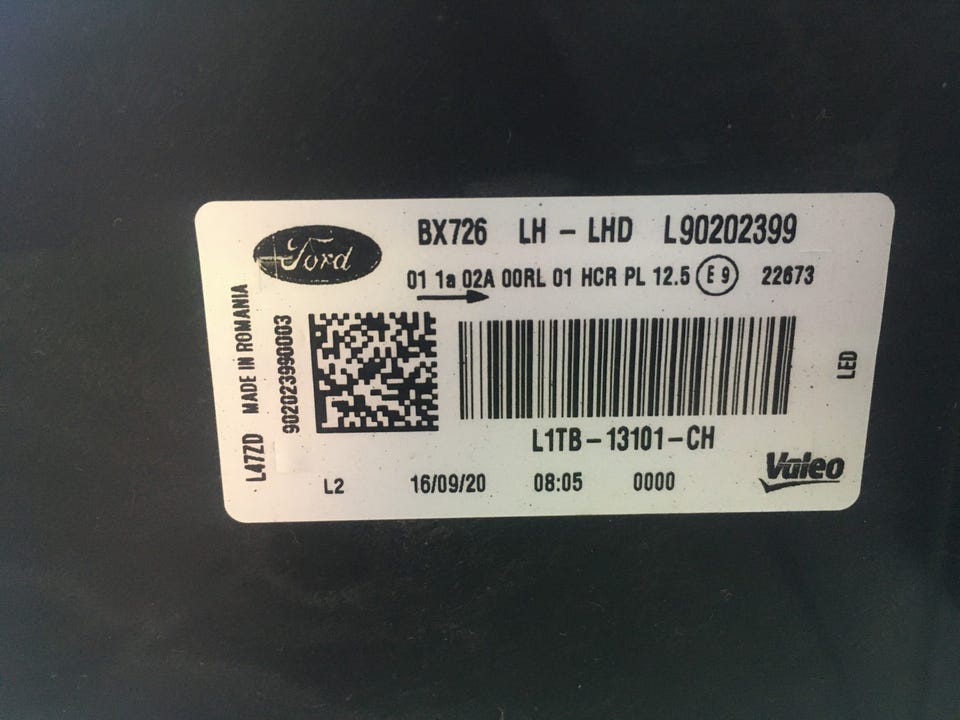 Ford
BX726 LH - LHD L90202399
01 1a 02A 00RL 01 HCR PL 12.5 E9 22673
L47ZD MADE IN ROMANIA
902023990003
LED
L1TB-13101-CH
Valeo
L2 16/09/20 08:05 0000